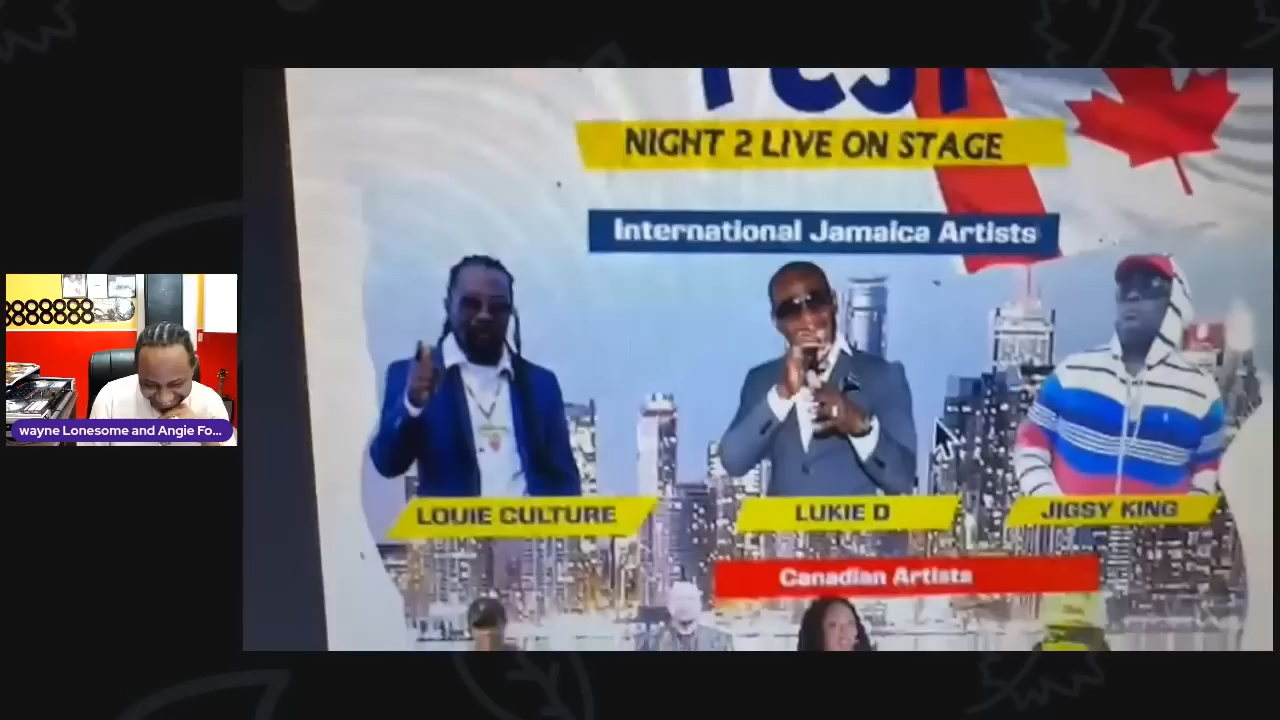 FEST
NIGHT 2 LIVE ON STAGE
International Jamaica Artists
LOUIE CULTURE
LUKIE D
JIGSY KING
Canadian Artists
wayne Lonesome and Angie Fo...